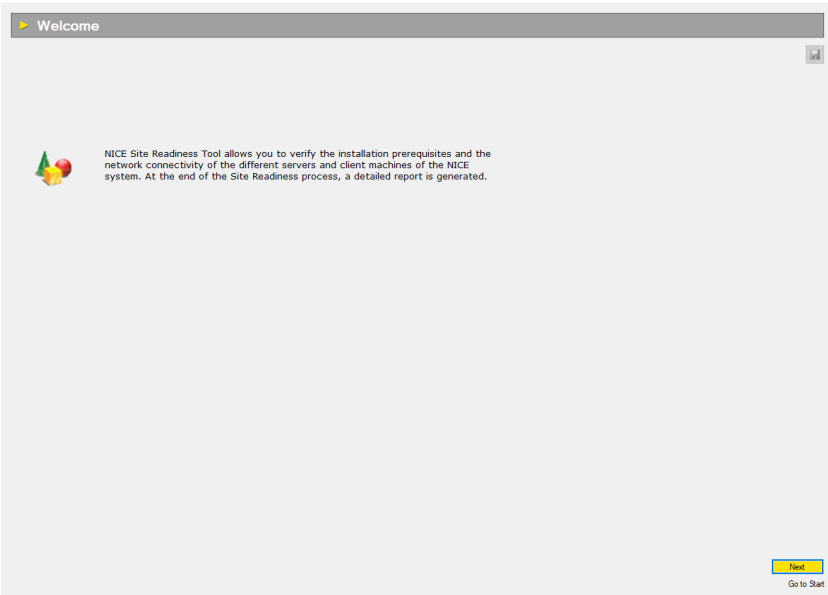 Welcome
NICE Site Readiness Tool allows you to verify the installation prerequisites and the
network connectivity of the different servers and client machines of the NICE
system. At the end of the Site Readiness process, a detailed report is generated.
Next
Go to Start